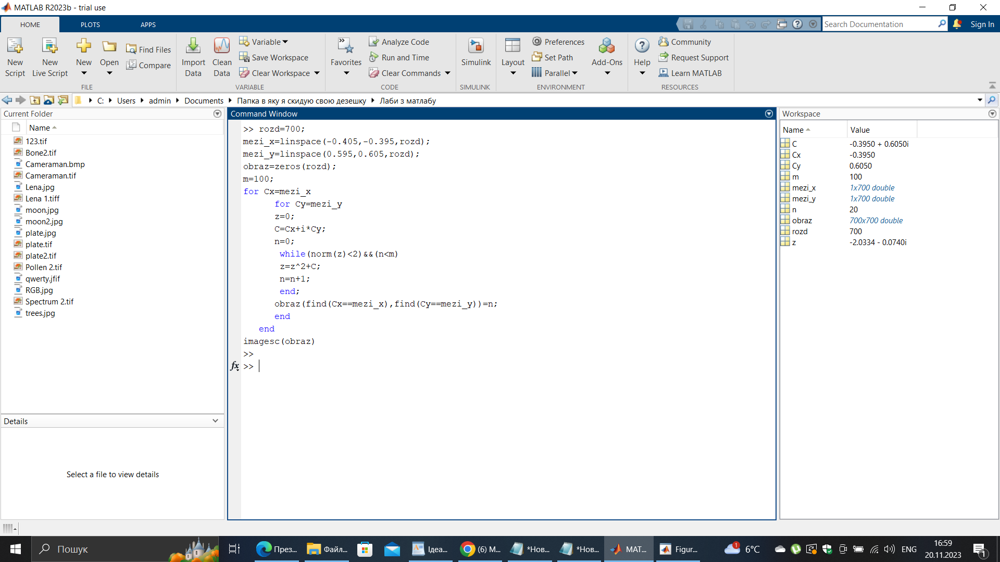 MATLAB R2023b - trial use
HOME
PLOTS
APPS
Search Documentation
Sign In
New Script
New Live Script
New
Open
Find Files
Compare
FILE
Import Data
Clean Data
Variable
Save Workspace
Clear Workspace
VARIABLE
Favorites
Analyze Code
Run and Time
Clear Commands
CODE
Simulink
SIMULINK
Layout
Preferences
Set Path
Parallel
Add-Ons
ENVIRONMENT
Help
Community
Request Support
Learn MATLAB
RESOURCES
C: Users admin Documents Папка в яку я скидую свою дезешку Лаби з матлабу
Current Folder
Name
123.tif
Bone2.tif
Cameraman.bmp
Cameraman.tif
Lena.jpg
Lena 1.tiff
moon.jpg
moon2.jpg
plate.jpg
plate.tif
plate2.tif
Pollen 2.tif
qwerty.jfif
RGB.jpg
Spectrum 2.tif
trees.jpg
Details
Select a file to view details
Command Window
>> rozd=700;
mezi_x=linspace(-0.405,-0.395,rozd);
mezi_y=linspace(0.595,0.605,rozd);
obraz=zeros(rozd);
m=100;
for Cx=mezi_x
for Cy=mezi_y
z=0;
C=Cx+i*Cy;
n=0;
while(norm(z)<2)&&(n<m)
z=z^2+C;
n=n+1;
end;
obraz(find(Cx==mezi_x),find(Cy==mezi_y))=n;
end
end
imagesc(obraz)
>>
fx >>
Workspace
Name Value
C -0.3950 + 0.6050i
Cx -0.3950
Cy 0.6050
m 100
mezi_x 1x700 double
mezi_y 1x700 double
n 20
obraz 700x700 double
rozd 700
z -2.0334 - 0.0740i
Пошук
През...
Файл...
Ідеа...
(6) M...
*Нов...
*Нов...
MAT...
Figur...
1
6°C
ENG
16:59
20.11.2023
1